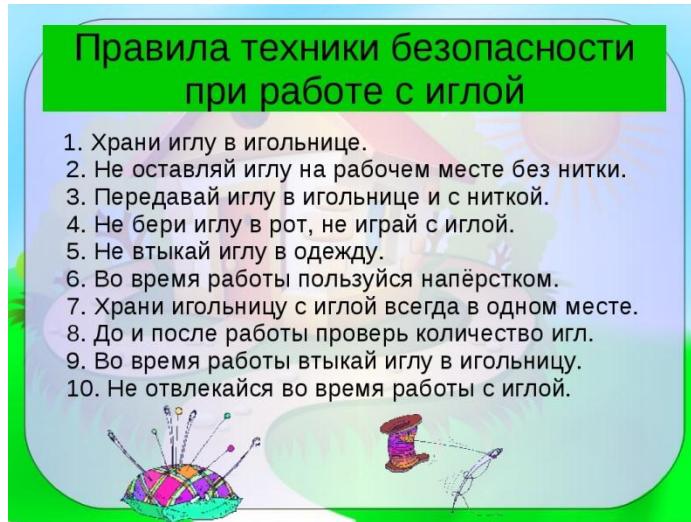 Правила техники безопасности
при работе с иглой
1. Храни иглу в игольнице.
2. Не оставляй иглу на рабочем месте без нитки.
3. Передавай иглу в игольнице и с ниткой.
4. Не бери иглу в рот, не играй с иглой.
5. Не втыкай иглу в одежду.
6. Во время работы пользуйся напёрстком.
7. Храни игольницу с иглой всегда в одном месте.
8. До и после работы проверь количество игл.
9. Во время работы втыкай иглу в игольницу.
10. Не отвлекайся во время работы с иглой.